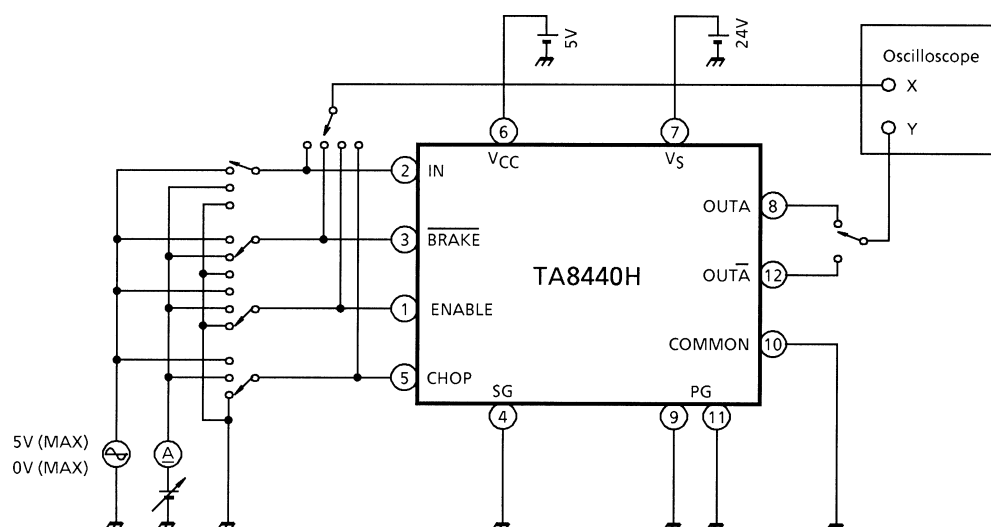 5V
24V
Oscilloscope
X
Y
6
7
VCC
VS
2
IN
OUTA
8
3
BRAKE
OUTA
12
TA8440H
1
ENABLE
COMMON
10
5
CHOP
SG
PG
4
9
11
5V (MAX)
0V (MAX)
A